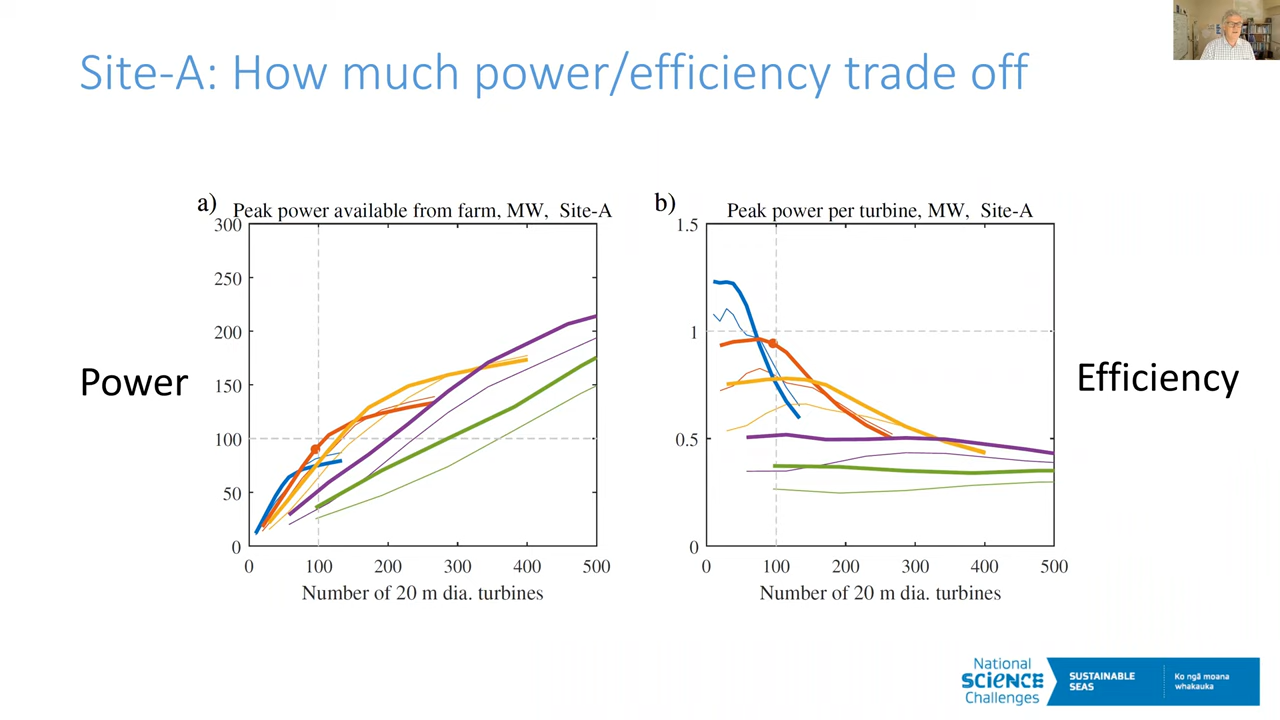 Site-A: How much power/efficiency trade off
a) Peak power available from farm, MW, Site-A
300
250
200
150
100
50
0
0 100 200 300 400 500
Number of 20 m dia. turbines
Power
b) Peak power per turbine, MW, Site-A
1.5
1
0.5
0
0 100 200 300 400 500
Number of 20 m dia. turbines
Efficiency
National
SCIENCE
Challenges
SUSTAINABLE
SEAS
Ko ngā moana
whakauka